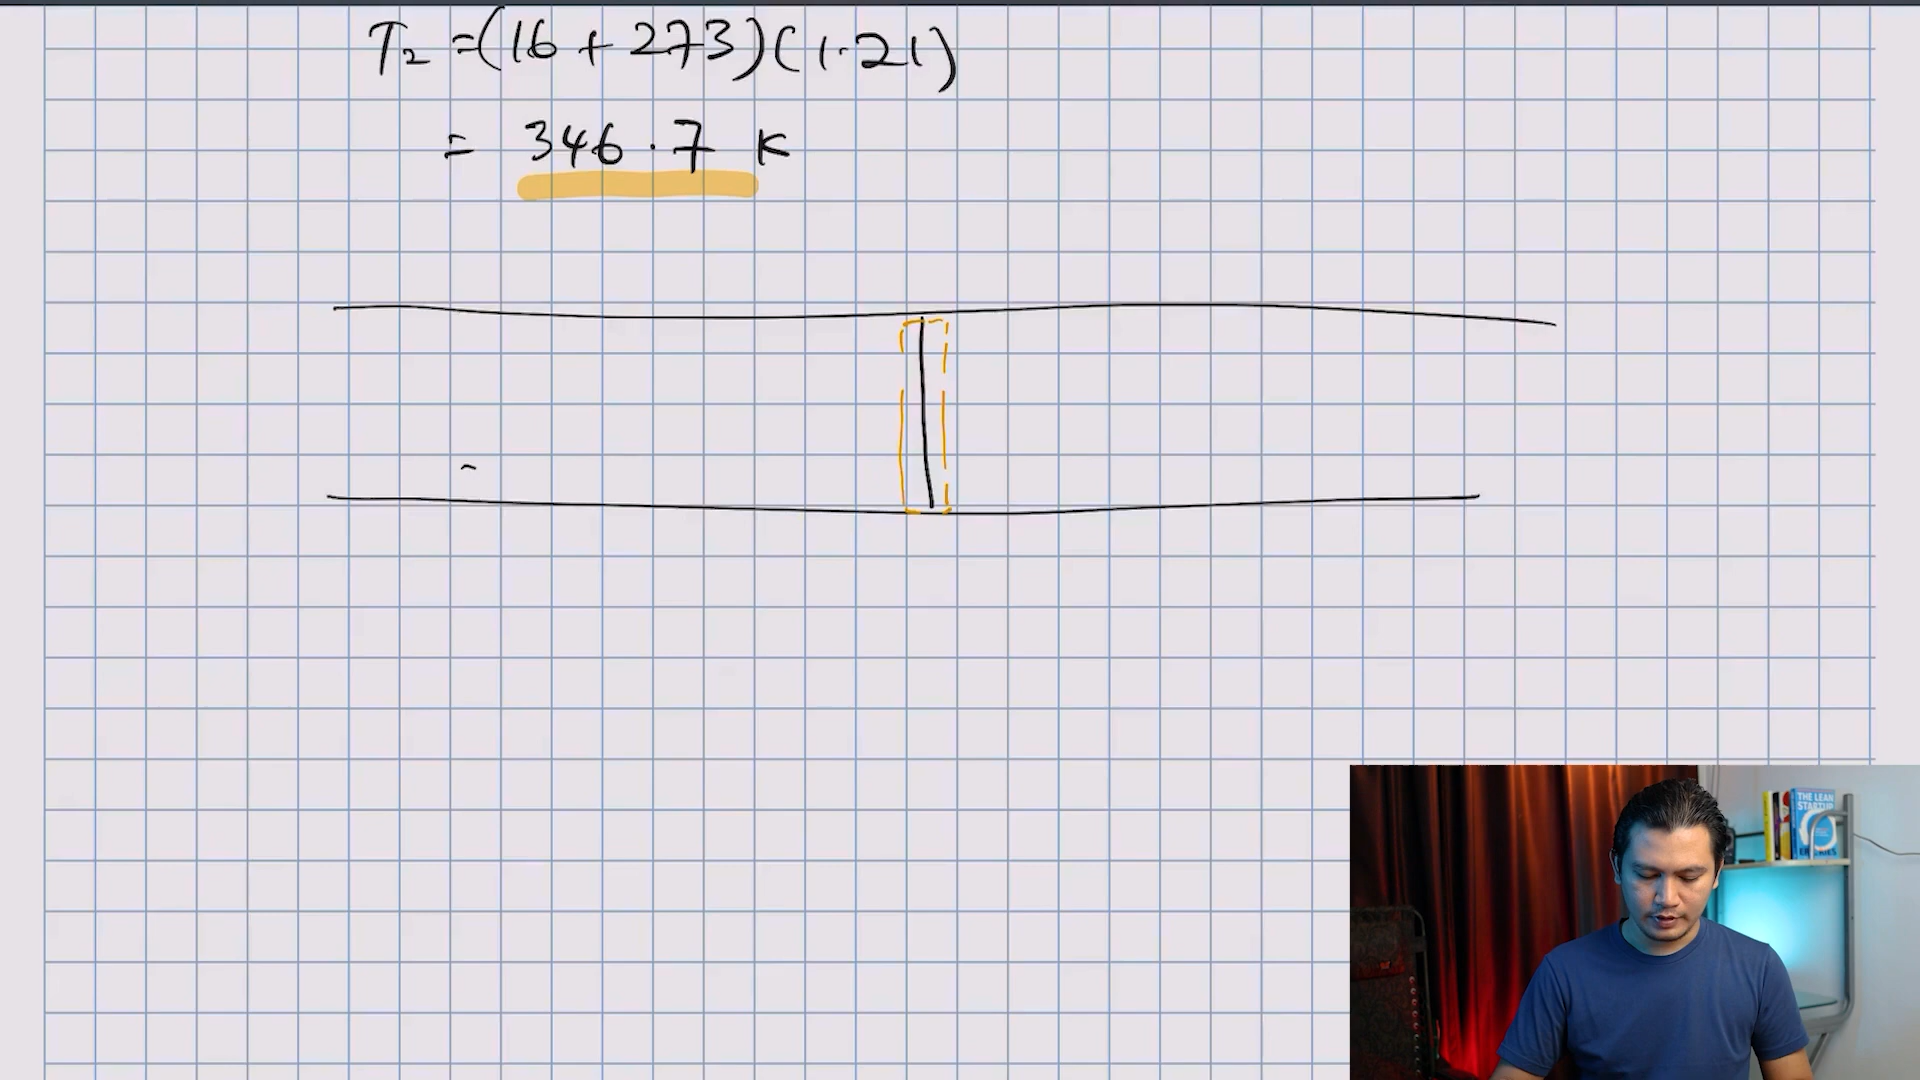 T₂ =(16 + 273)(1.21)
= 346.7 K
THE LEAN
STARTUP